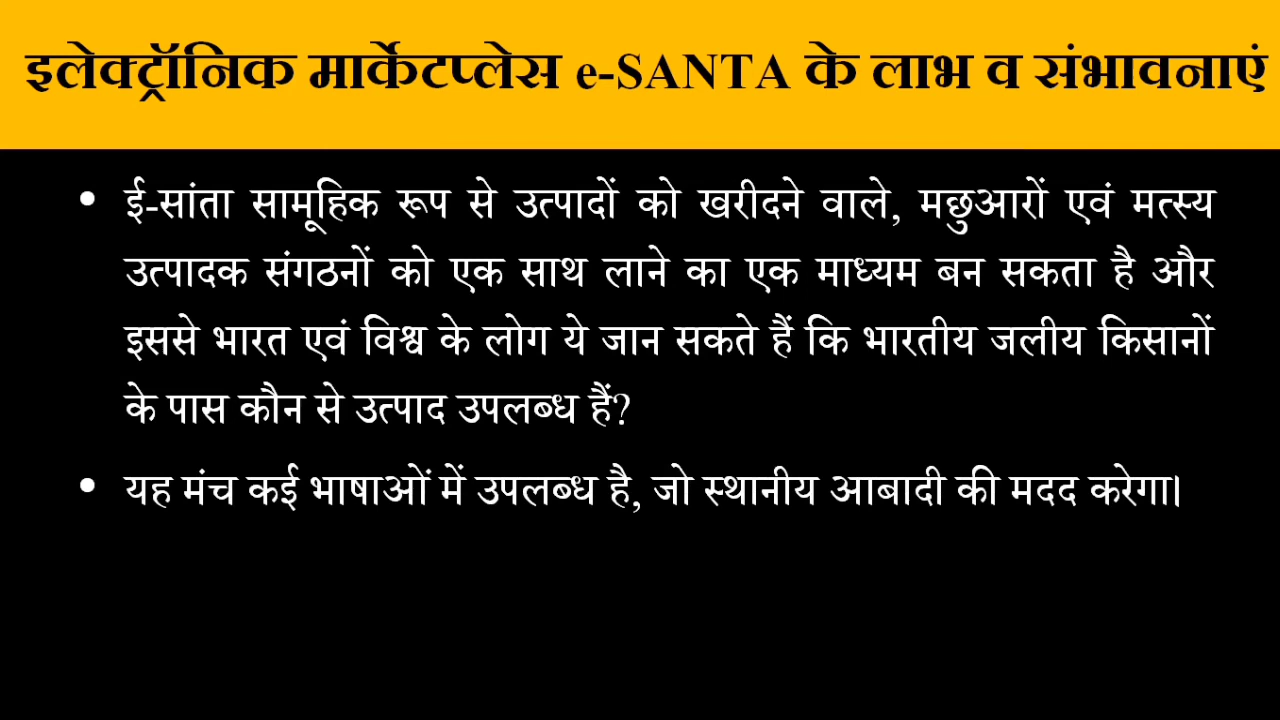 इलेक्ट्रॉनिक मार्केटप्लेस e-SANTA के लाभ व संभावनाएं
• ई-सांता सामूहिक रूप से उत्पादों को खरीदने वाले, मछुआरों एवं मत्स्य
उत्पादक संगठनों को एक साथ लाने का एक माध्यम बन सकता है और
इससे भारत एवं विश्व के लोग ये जान सकते हैं कि भारतीय जलीय किसानों
के पास कौन से उत्पाद उपलब्ध हैं?
• यह मंच कई भाषाओं में उपलब्ध है, जो स्थानीय आबादी की मदद करेगा।